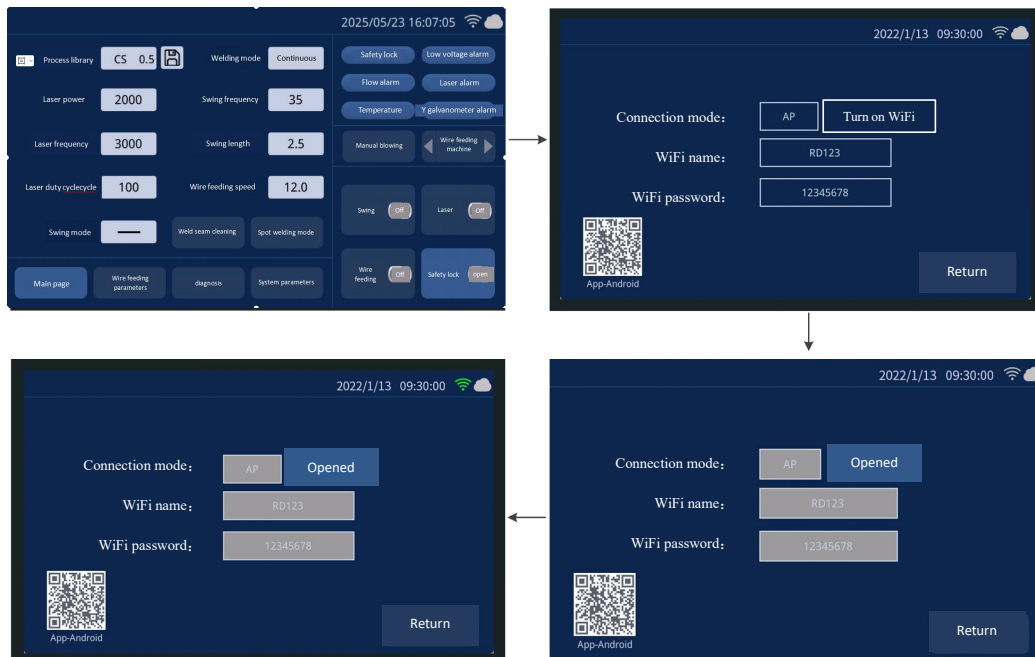 2025/05/23 16:07:05
Process library CS 0.5 Welding mode Continuous
Laser power 2000 Swing frequency 35
Laser frequency 3000 Swing length 2.5
Laser duty cyclecycle 100 Wire feeding speed 12.0
Swing mode Weld seam cleaning Spot welding mode
Main page Wire feeding parameters diagnosis System parameters
Safety lock Low voltage alarm
Flow alarm Laser alarm
Temperature Y galvanometer alarm
Manual blowing Wire feeding machine
Swing Off Laser Off
Wire feeding Off Safety lock open
2022/1/13 09:30:00
Connection mode： AP Turn on WiFi
WiFi name： RD123
WiFi password： 12345678
App-Android
Return
2022/1/13 09:30:00
Connection mode： AP Opened
WiFi name： RD123
WiFi password： 12345678
App-Android
Return
2022/1/13 09:30:00
Connection mode： AP Opened
WiFi name： RD123
WiFi password： 12345678
App-Android
Return